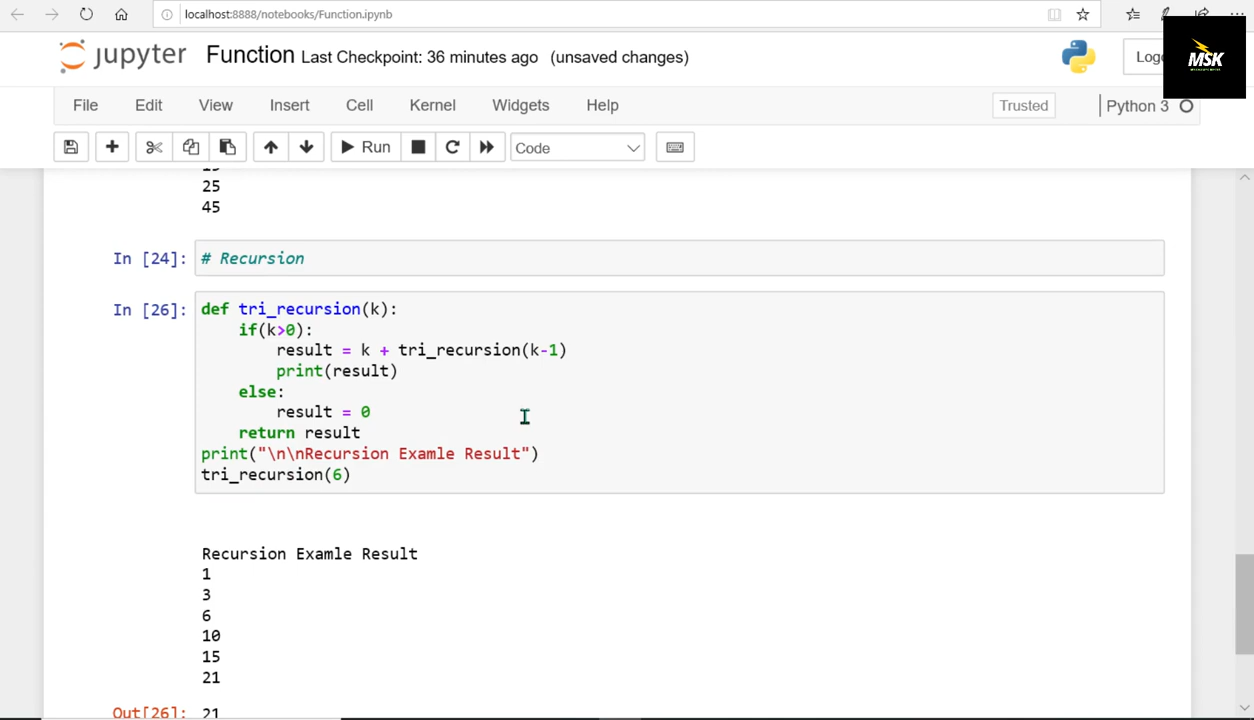 localhost:8888/notebooks/Function.ipynb
jupyter Function Last Checkpoint: 36 minutes ago (unsaved changes)
MSK
File Edit View Insert Cell Kernel Widgets Help
Trusted | Python 3
Run Code
25
45
In [24]: # Recursion
In [26]: def tri_recursion(k):
if(k>0):
result = k + tri_recursion(k-1)
print(result)
else:
result = 0
return result
print("\n\nRecursion Examle Result")
tri_recursion(6)
Recursion Examle Result
1
3
6
10
15
21
Out[26]: 21